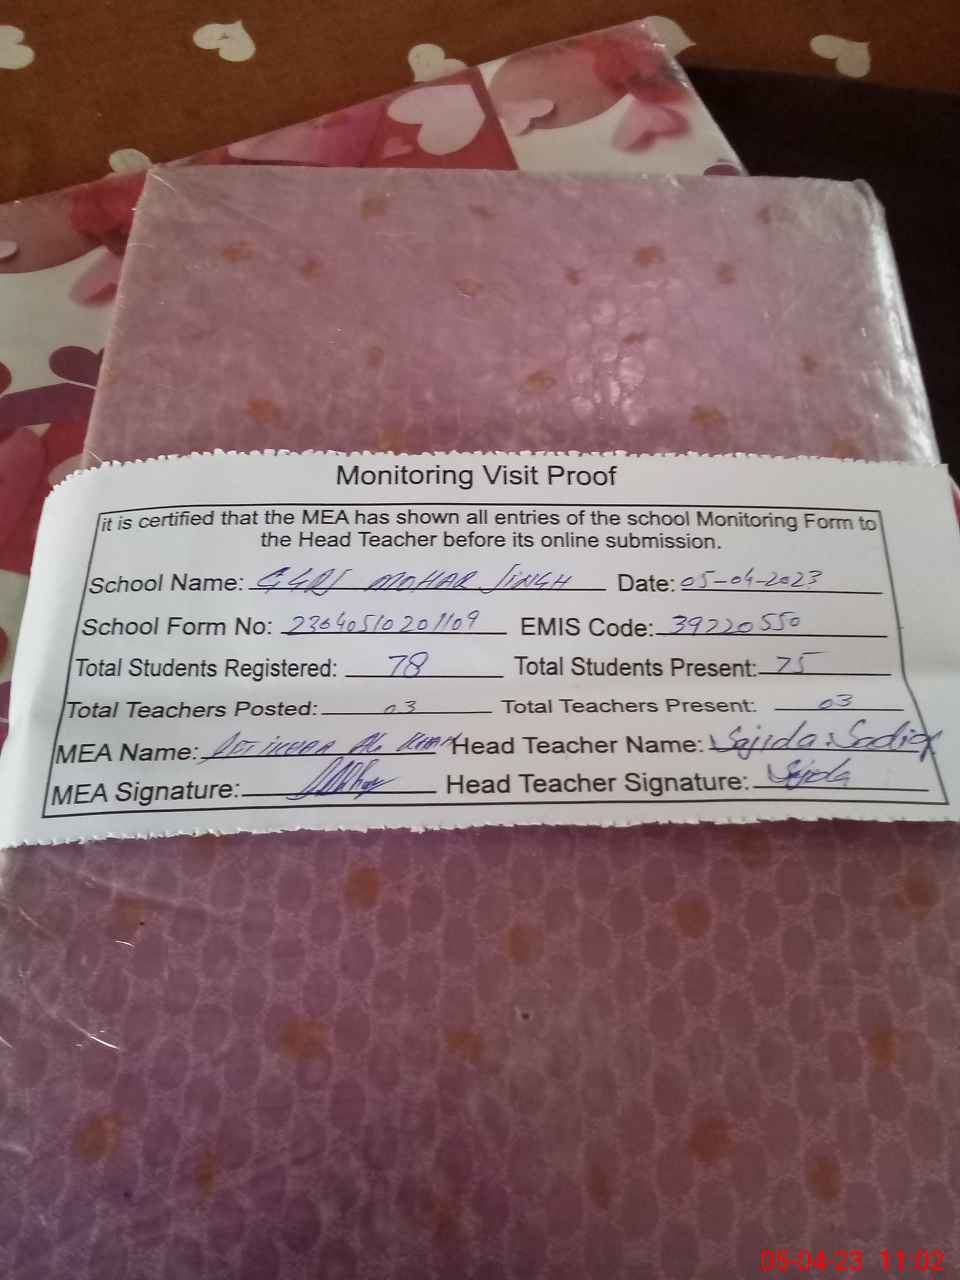 Monitoring Visit Proof
it is certified that the MEA has shown all entries of the school Monitoring Form to
the Head Teacher before its online submission.
School Name: MOHAR SINGH Date: 05-04-2023
School Form No: 23640510201109 EMIS Code: 39220550
Total Students Registered: 78 Total Students Present: 75
Total Teachers Posted: 03 Total Teachers Present: 03
MEA Name: Head Teacher Name: Sajida Sadiq
MEA Signature: Head Teacher Signature: Sajida
05-04-23 11:02